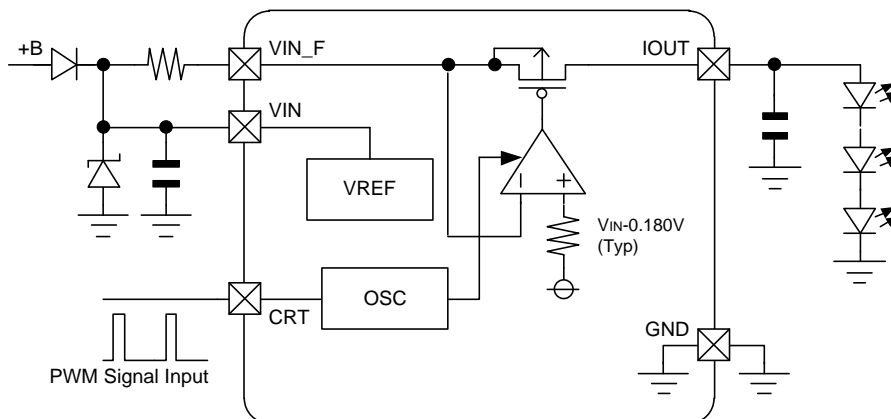 +B
VIN_F
IOUT
VIN
VREF
VIN-0.180V
(Typ)
OSC
CRT
GND
PWM Signal Input